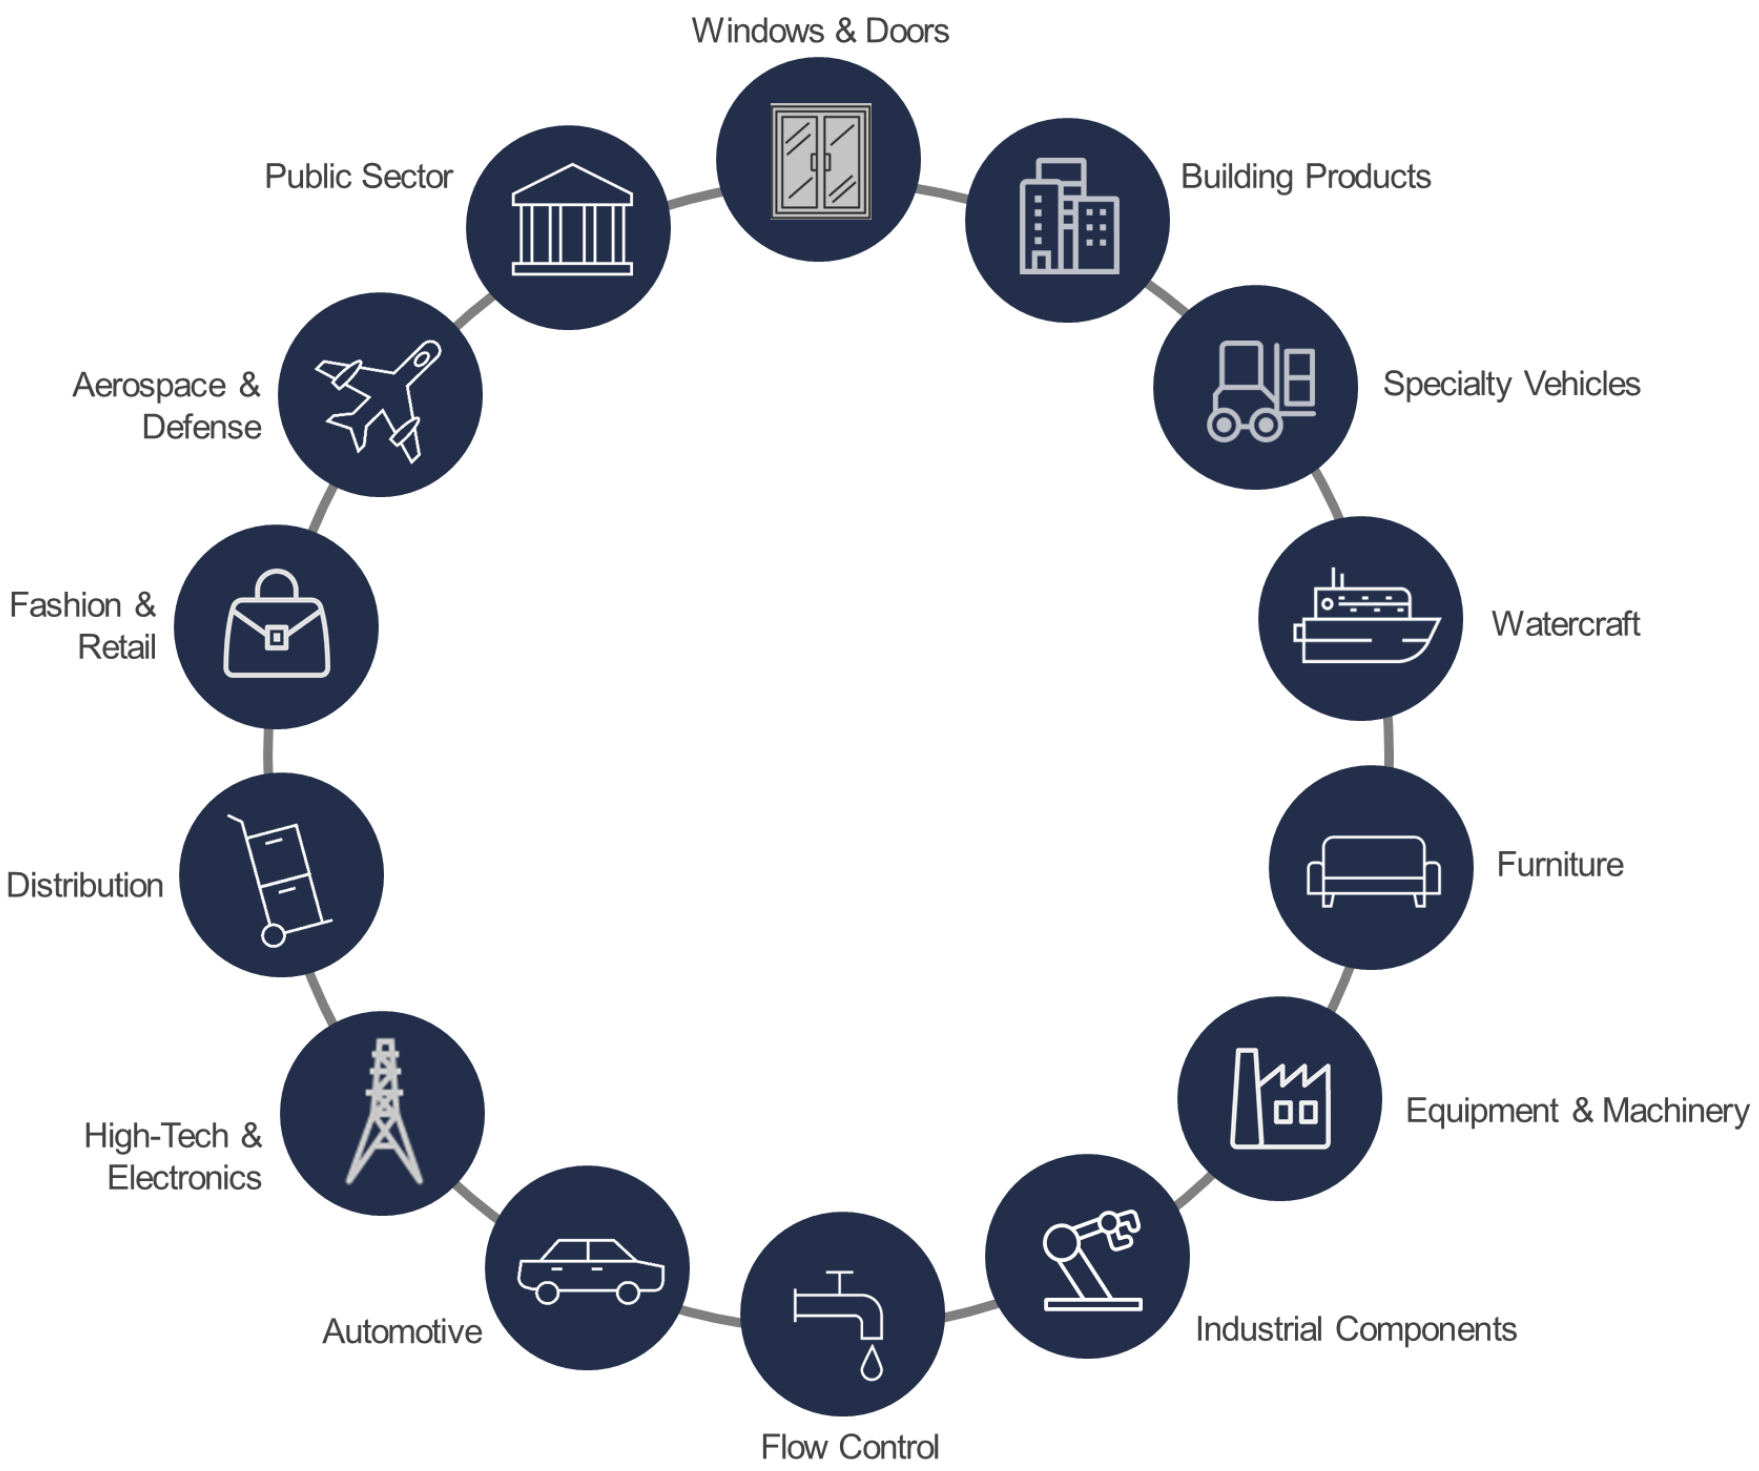 Windows & Doors
Building Products
Specialty Vehicles
Watercraft
Furniture
Equipment & Machinery
Industrial Components
Flow Control
Automotive
High-Tech &
Electronics
Distribution
Fashion &
Retail
Aerospace &
Defense
Public Sector